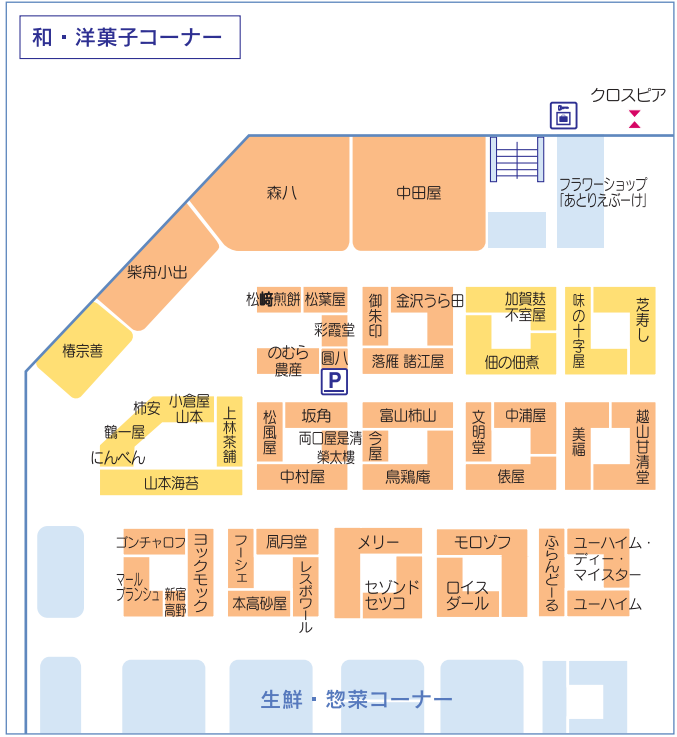 和・洋菓子コーナー
クロスピア
森八
中田屋
フラワーショップ
「あとりえぶーけ」
柴舟小出
椿宗善
松﨑煎餅
松葉屋
彩霞堂
のむら
農産
圓八
P
御朱印
金沢うら田
落雁 諸江屋
加賀麸
不室屋
佃の佃煮
味の十字屋
芝寿し
柿安
小倉屋
山本
鶴一屋
にんべん
上林茶舗
山本海苔
松風屋
坂角
両口屋是清
榮太樓
中村屋
富山柿山
今屋
鳥鶏庵
文明堂
中浦屋
俵屋
美福
越山甘清堂
ゴンチャロフ
マール
ブランシュ
新宿
高野
ヨックモック
フーシェ
凮月堂
本高砂屋
レスポワール
メリー
セゾンド
セツコ
モロゾフ
ロイス
ダール
ふらんどーる
ユーハイム・
ディー・
マイスター
ユーハイム
生鮮・惣菜コーナー